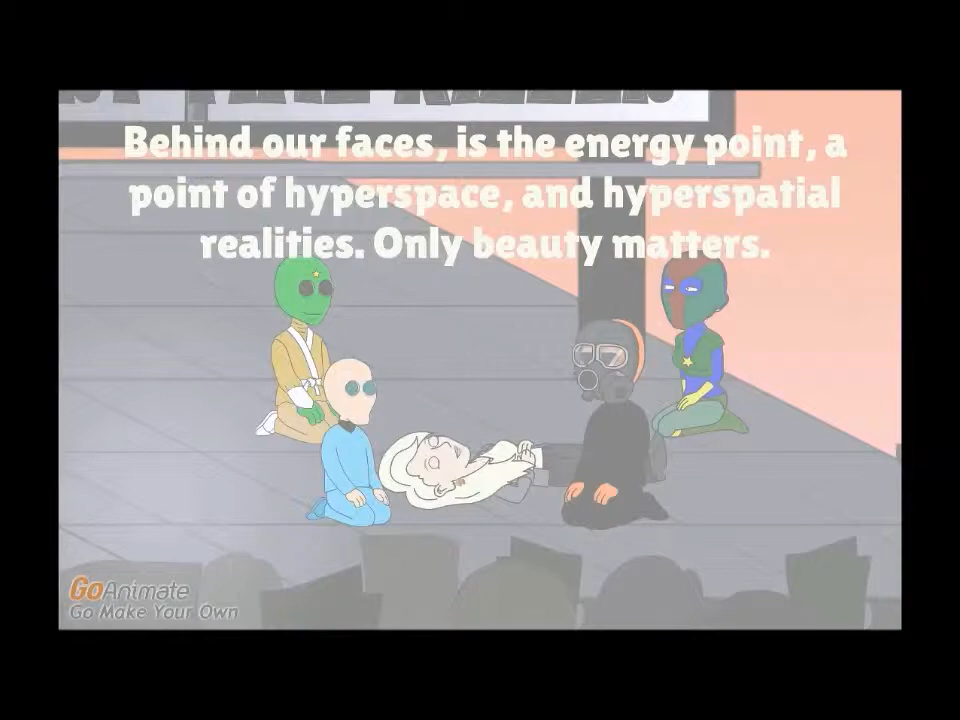 Behind our faces, is the energy point, a
point of hyperspace, and hyperspatial
realities. Only beauty matters.
GoAnimate
Go Make Your Own